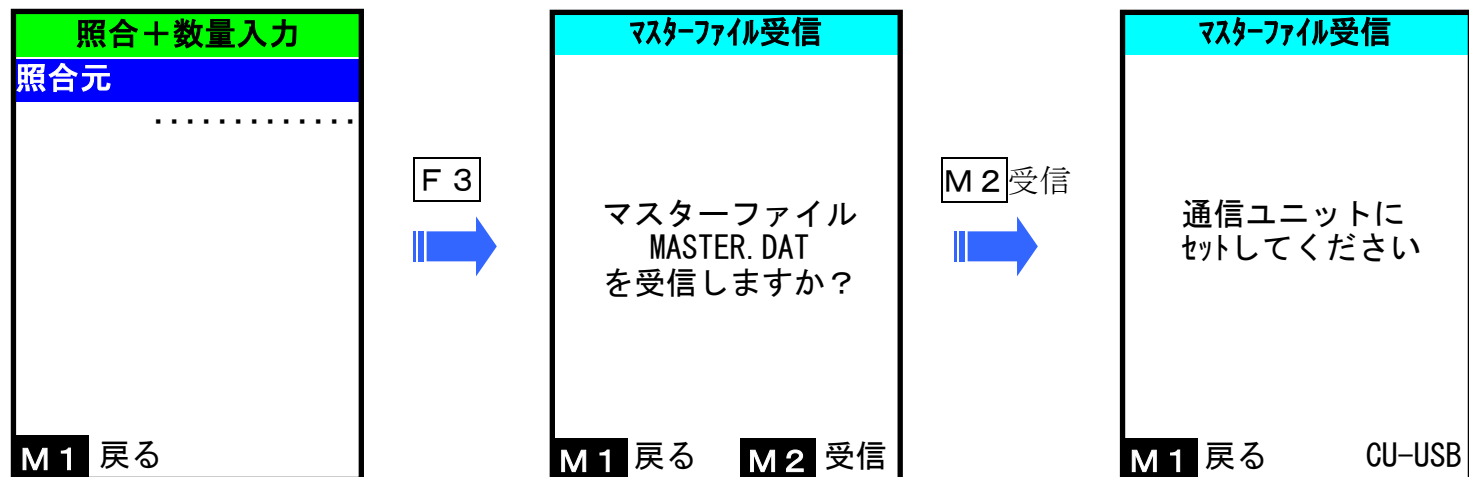 照合＋数量入力
照合元
.............
Ｍ１ 戻る
Ｆ３
ﾏｽﾀｰﾌｧｲﾙ受信
マスターファイル
MASTER.DAT
を受信しますか？
Ｍ１ 戻る Ｍ２ 受信
Ｍ２受信
ﾏｽﾀｰﾌｧｲﾙ受信
通信ユニットに
ｾｯﾄしてください
Ｍ１ 戻る CU-USB